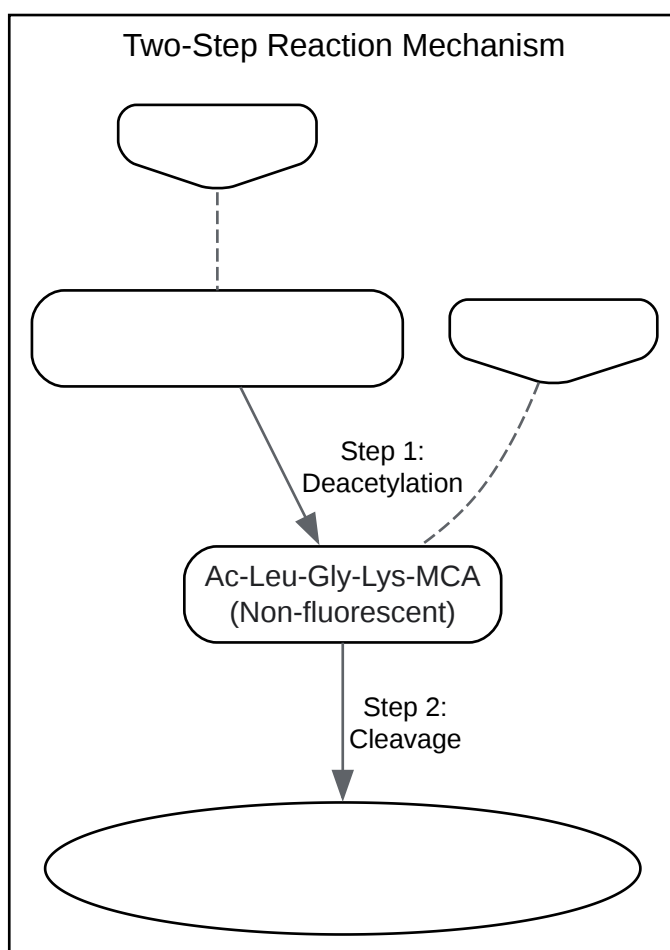 Two-Step Reaction Mechanism
Step 1:
Deacetylation
Ac-Leu-Gly-Lys-MCA
(Non-fluorescent)
Step 2:
Cleavage